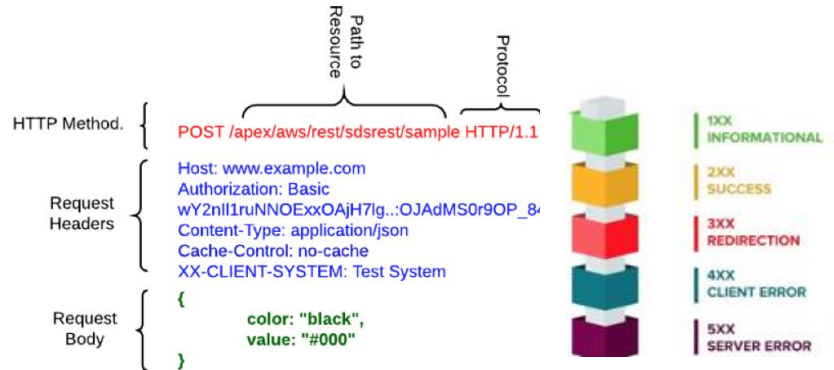 Path to
Resource
Protocol
HTTP Method.
POST /apex/aws/rest/sdsrest/sample HTTP/1.1
Request
Headers
Host: www.example.com
Authorization: Basic
wY2nIl1ruNNOExxOAjH7lg..:OJAdMS0r9OP_84
Content-Type: application/json
Cache-Control: no-cache
XX-CLIENT-SYSTEM: Test System
Request
Body
{
color: "black",
value: "#000"
}
1XX
INFORMATIONAL
2XX
SUCCESS
3XX
REDIRECTION
4XX
CLIENT ERROR
5XX
SERVER ERROR